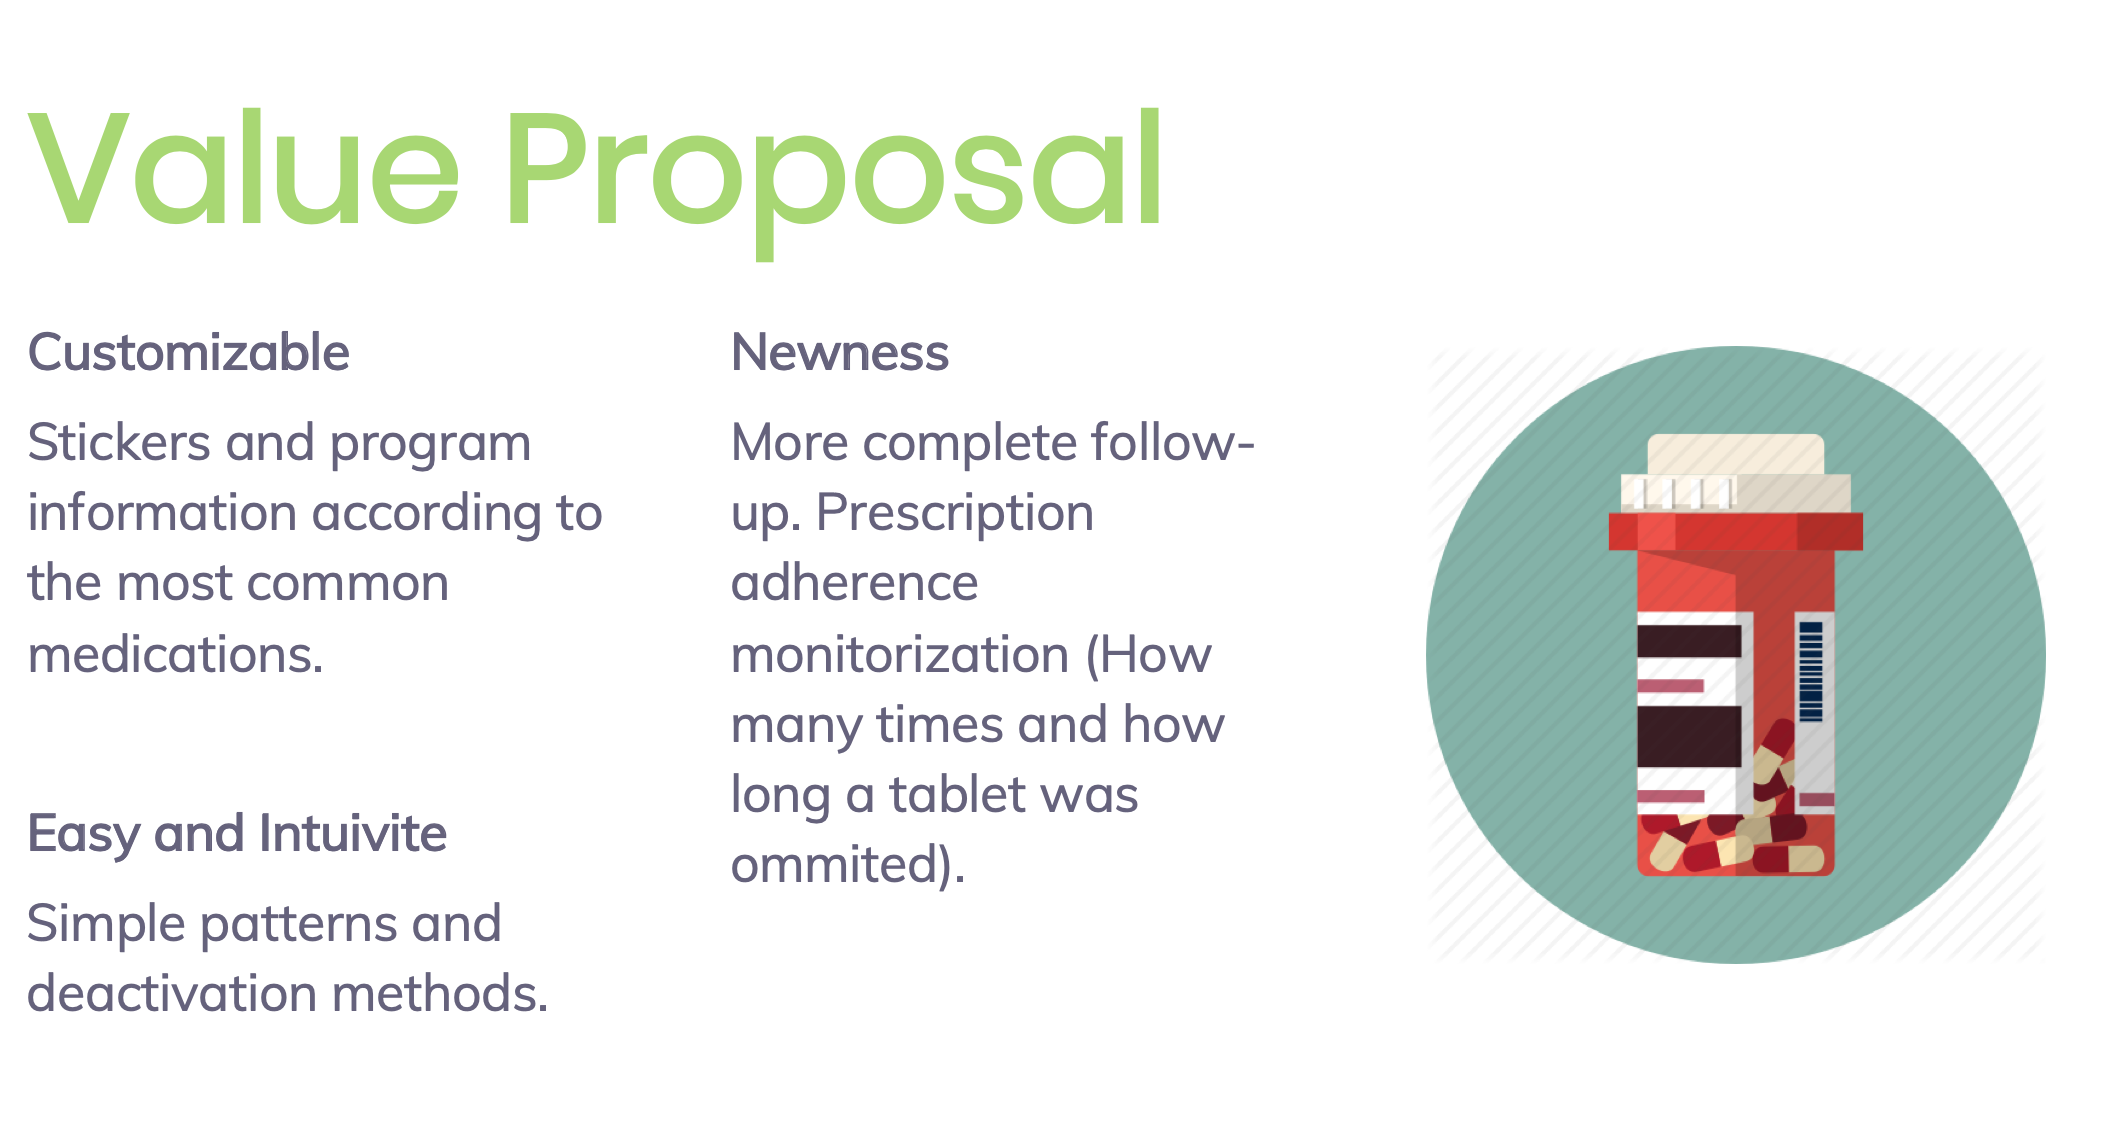 Value Proposal
Customizable
Stickers and program
information according to
the most common
medications.
Easy and Intuivite
Simple patterns and
deactivation methods.
Newness
More complete follow-
up. Prescription
adherence
monitorization (How
many times and how
long a tablet was
ommited).